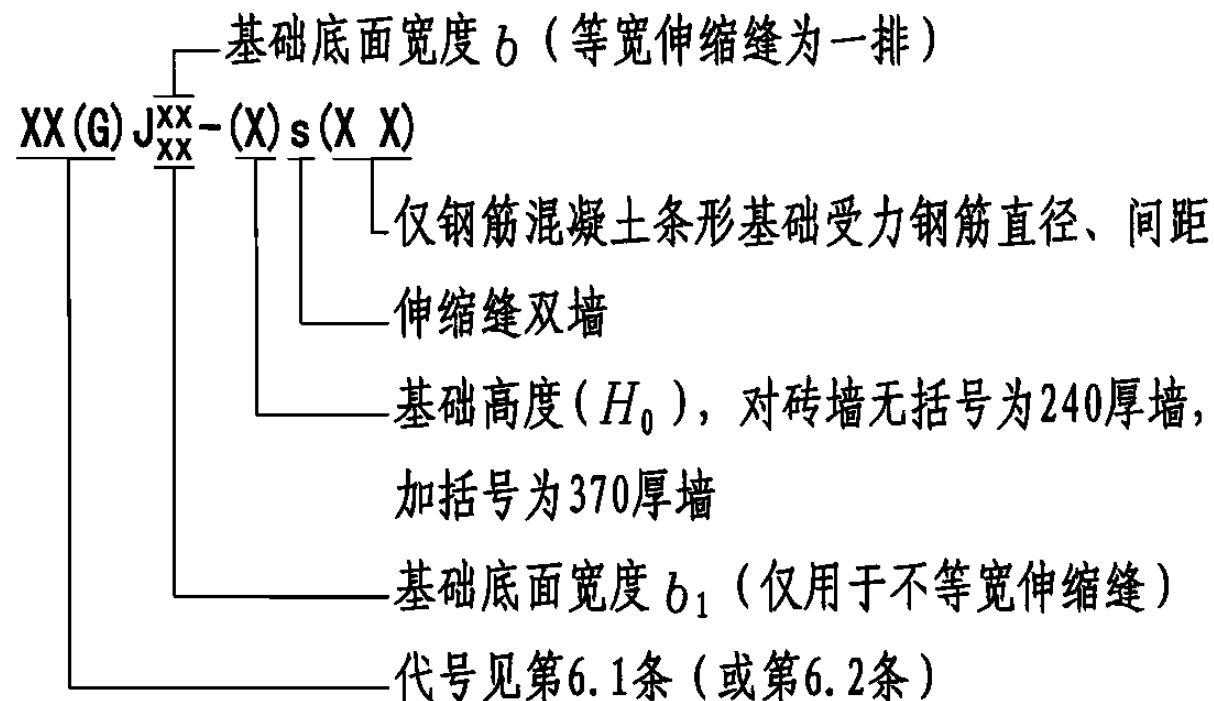 基础底面宽度 b（等宽伸缩缝为一排）
XX(G)J XX XX-(X)s(X X)
仅钢筋混凝土条形基础受力钢筋直径、间距
伸缩缝双墙
基础高度(H₀)，对砖墙无括号为240厚墙，
加括号为370厚墙
基础底面宽度 b₁（仅用于不等宽伸缩缝）
代号见第6.1条（或第6.2条）